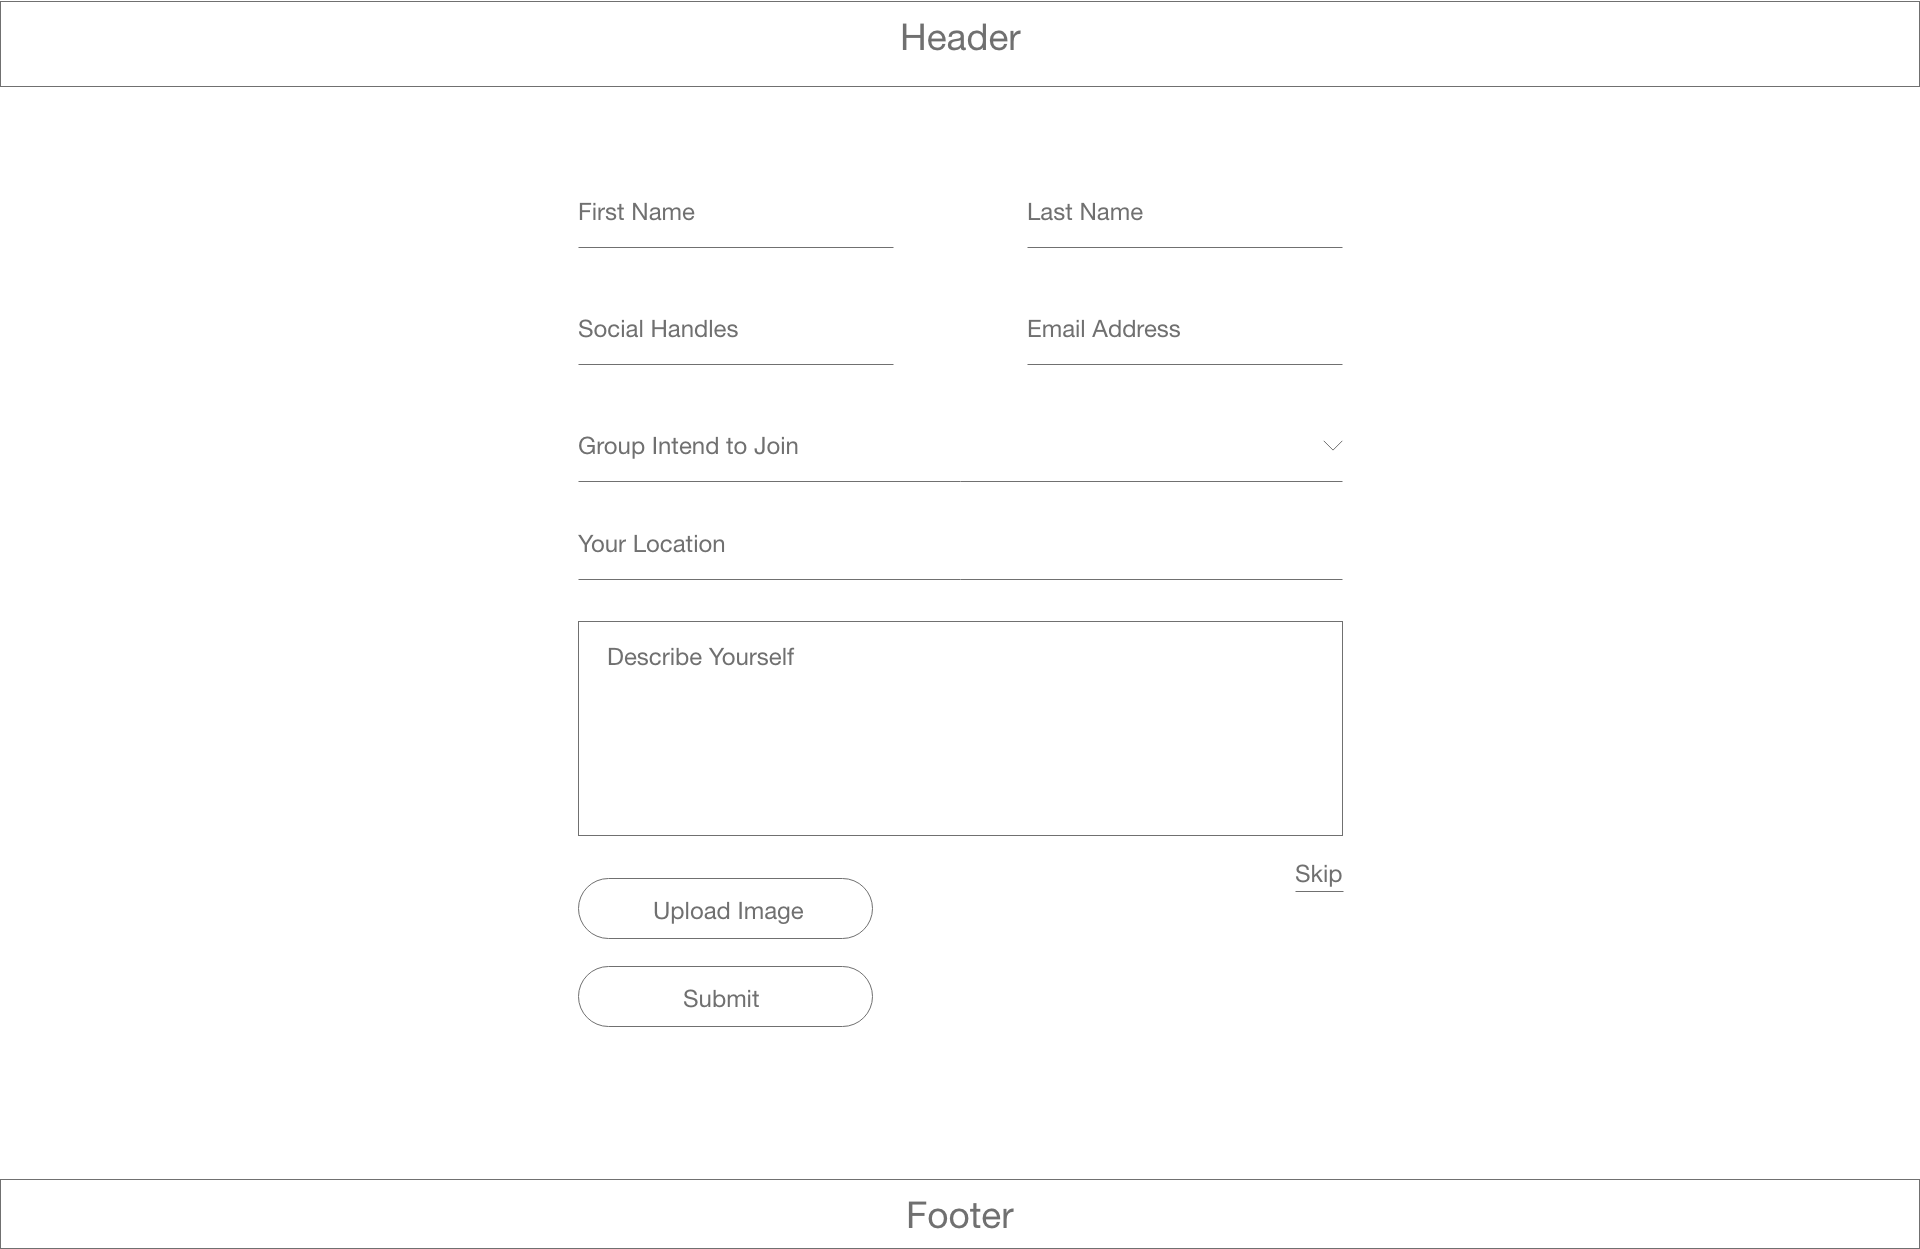 Header
First Name
Last Name
Social Handles
Email Address
Group Intend to Join
Your Location
Describe Yourself
Skip
Upload Image
Submit
Footer